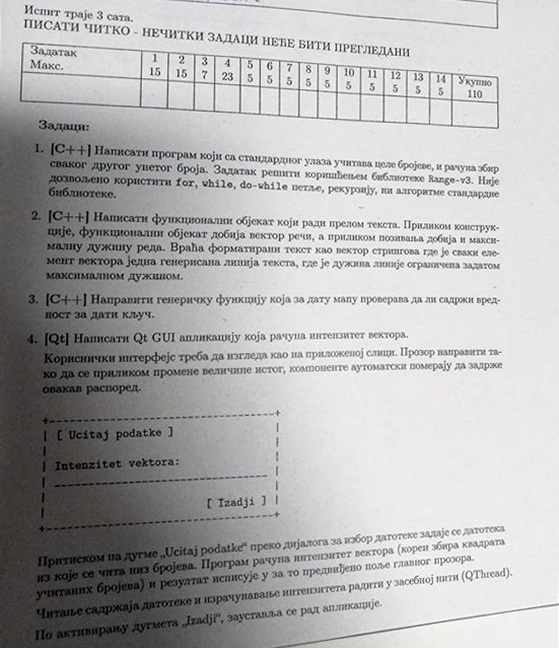 Испит траје 3 сата.
ПИСАТИ ЧИТКО - НЕЧИТКИ ЗАДАЦИ НЕЋЕ БИТИ ПРЕГЛЕДАНИ
Задатак 1 2 3 4 5 6 7 8 9 10 11 12 13 14 Укупно
Макс. 15 15 7 23 5 5 5 5 5 5 5 5 5 5 110
Задаци:
1. [C++] Написати програм који са стандардног улаза учитава целе бројеве, и рачуна збир
сваког другог унетог броја. Задатак решити коришћењем библиотеке Range-v3. Није
дозвољено користити for, while, do-while петље, рекурзију, ни алгоритме стандардне
библиотеке.
2. [C++] Написати функционални објекат који ради прелом текста. Приликом конструк-
ције, функционални објекат добија вектор речи, а приликом позивања добија и макси-
малну дужину реда. Враћа форматирани текст као вектор стрингова где је сваки еле-
мент вектора једна генерисана линија текста, где је дужина линије ограничена задатом
максималном дужином.
3. [C++] Направити генеричку функцију која за дату мапу проверава да ли садржи вред-
ност за дати кључ.
4. [Qt] Написати Qt GUI апликацију која рачуна интензитет вектора.
Кориснички интерфејс треба да изгледа као на приложеној слици. Прозор направити та-
ко да се приликом промене величине истог, компоненте аутоматски померају да задрже
овакав распоред.
+---------------------------------+
| [ Ucitaj podatke ] |
| |
| Intenzitet vektora: |
| _______________________________ |
| |
| [ Izadji ] |
+---------------------------------+
Притиском на дугме „Ucitaj podatke“ преко дијалога за избор датотеке задаје се датотека
из које се чита низ бројева. Програм рачуна интензитет вектора (корен збира квадрата
учитаних бројева) и резултат исписује у за то предвиђено поље главног прозора.
Читање садржаја датотеке и израчунавање интензитета радити у засебној нити (QThread).
По активирању дугмета „Izadji“, зауставља се рад апликације.